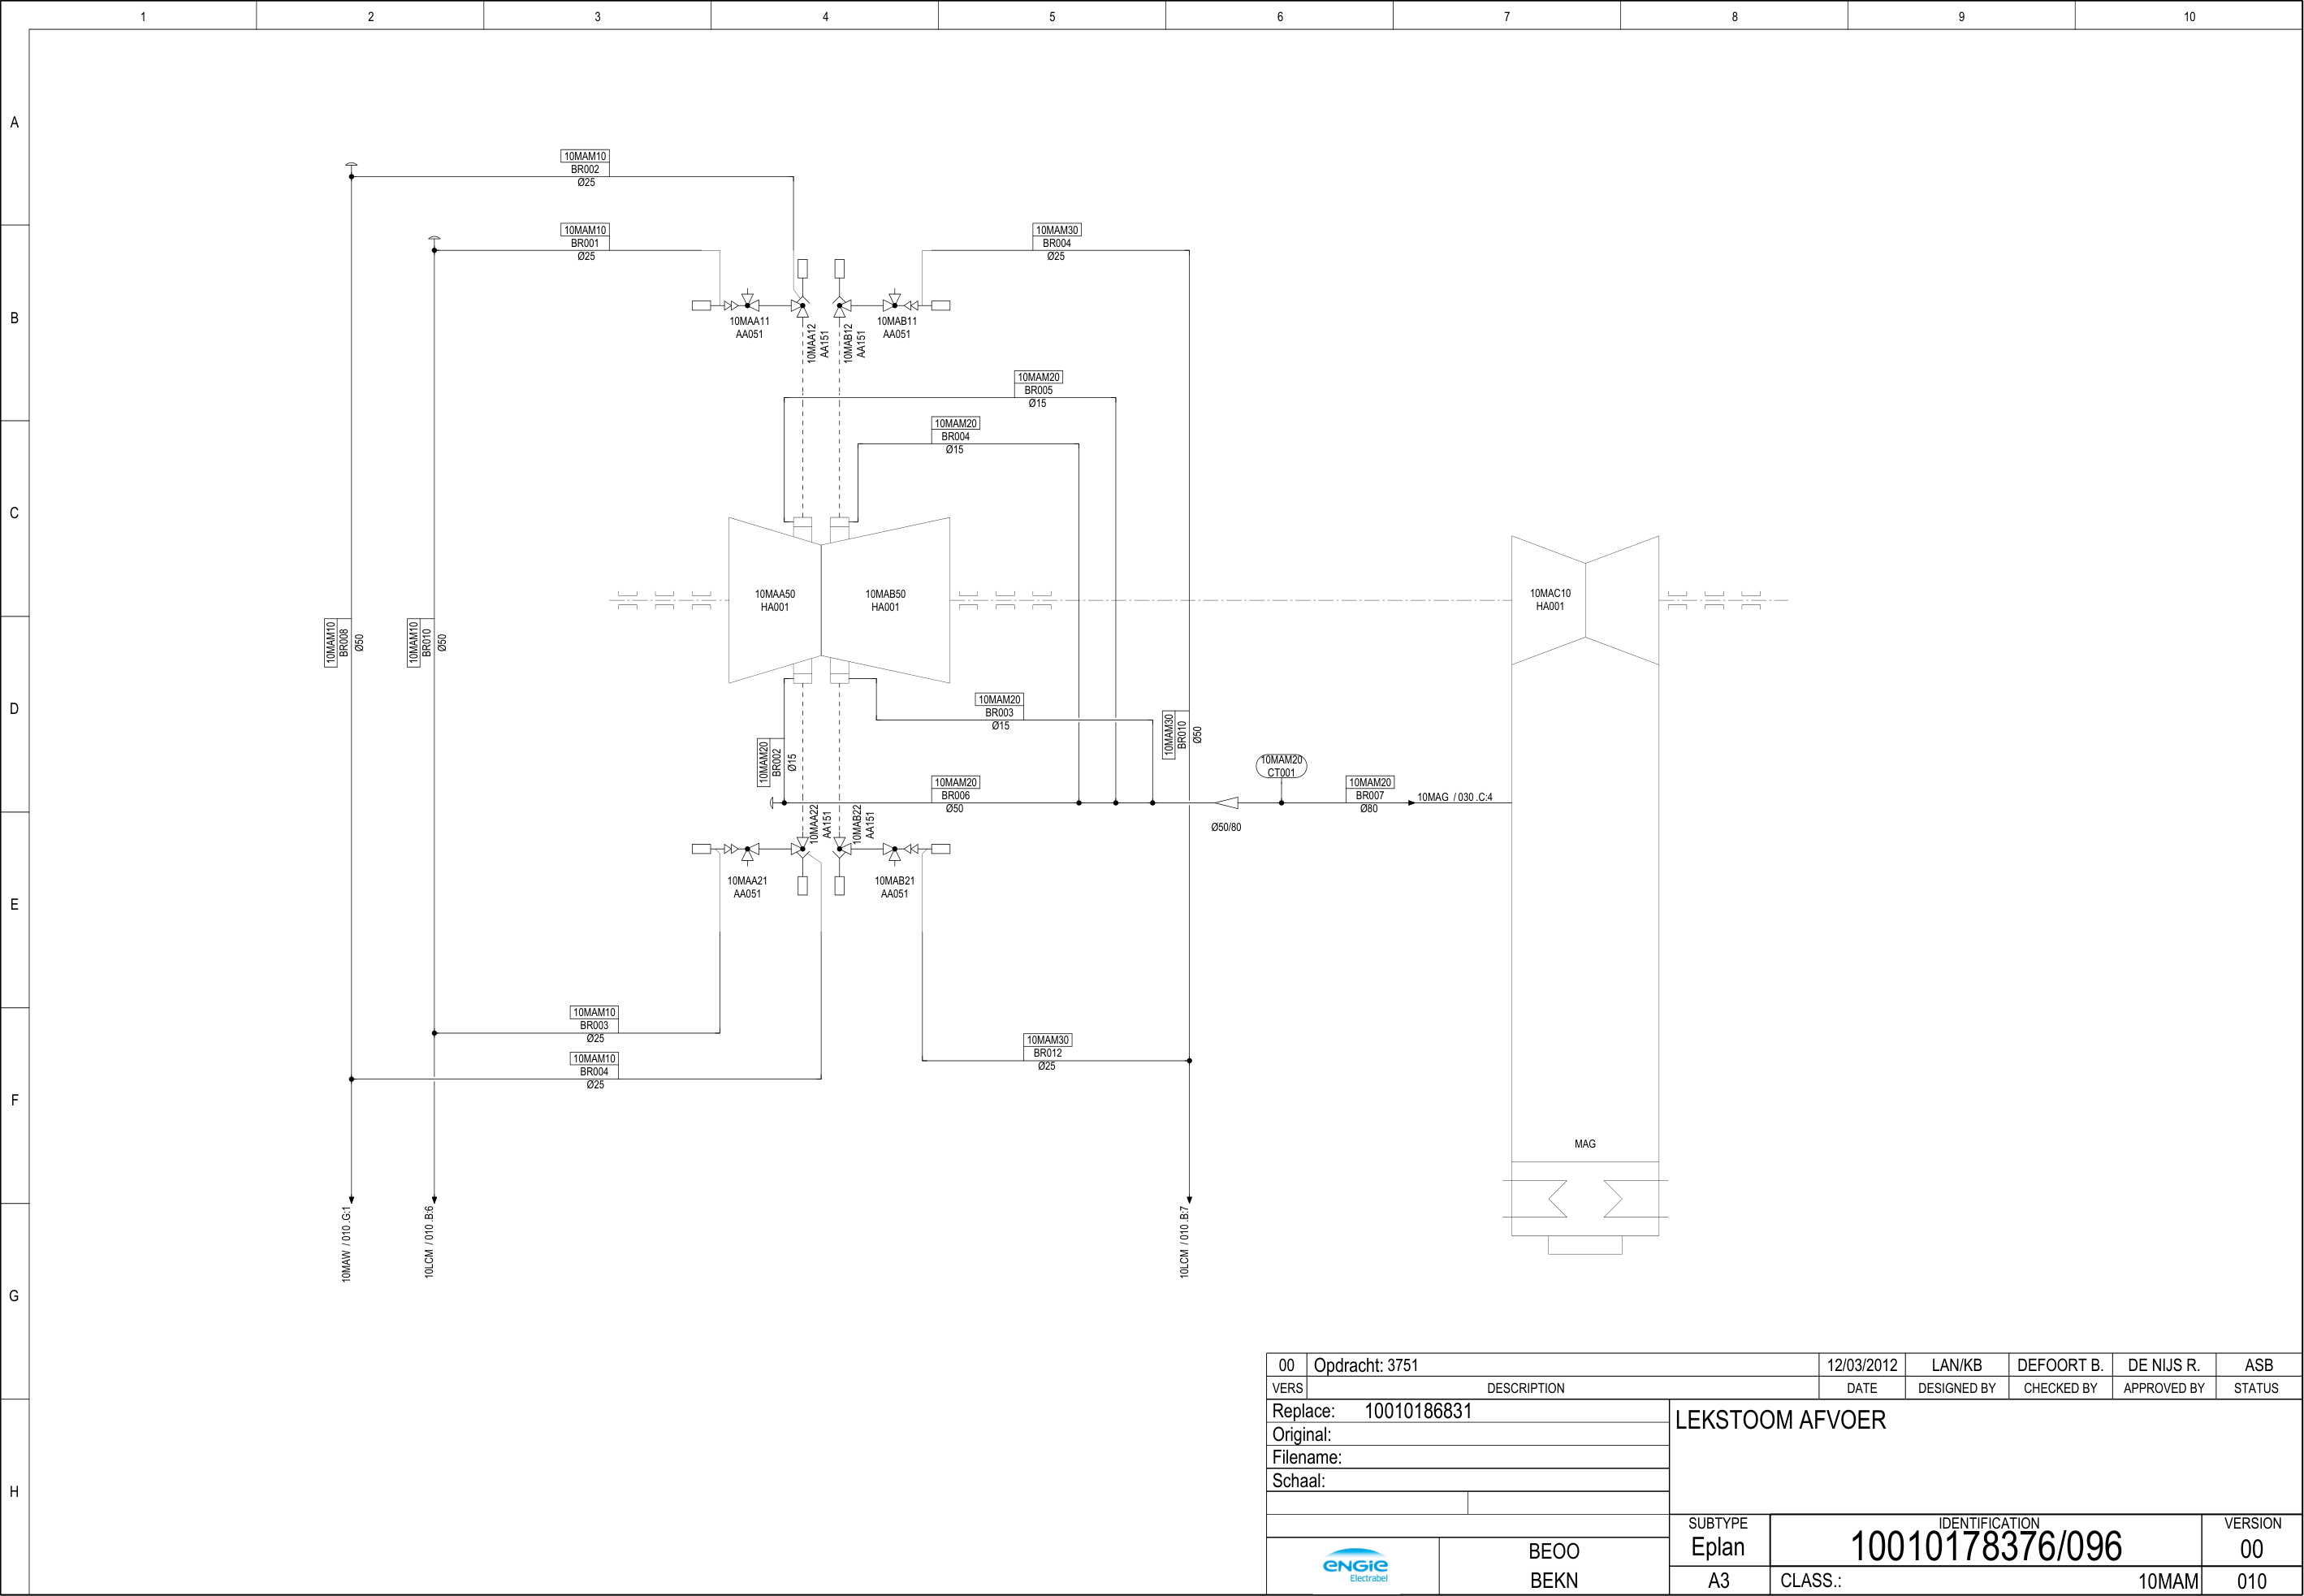 1 2 3 4 5 6 7 8 9 10
A
B
C
D
E
F
G
H
10MAM10
BR002
Ø25
10MAM10
BR001
Ø25
10MAM30
BR004
Ø25
10MAA11
AA051
10MAA12
AA151
10MAB12
AA151
10MAB11
AA051
10MAM20
BR005
Ø15
10MAM20
BR004
Ø15
10MAA50
HA001
10MAB50
HA001
10MAC10
HA001
10MAM10
BR008
Ø50
10MAM10
BR010
Ø50
10MAM20
BR003
Ø15
10MAM30
BR010
Ø50
10MAM20
BR002
Ø15
10MAM20
BR006
Ø50
10MAM20
CT001
10MAM20
BR007
Ø80
10MAG / 030 .C:4
Ø50/80
10MAA22
AA151
10MAB22
AA151
10MAA21
AA051
10MAB21
AA051
10MAM10
BR003
Ø25
10MAM10
BR004
Ø25
10MAM30
BR012
Ø25
MAG
10MAW / 010 .G:1
10LCM / 010 .B:6
10LCM / 010 .B:7
00 Opdracht: 3751 12/03/2012 LAN/KB DEFOORT B. DE NIJS R. ASB
VERS DESCRIPTION DATE DESIGNED BY CHECKED BY APPROVED BY STATUS
Replace: 10010186831
Original:
Filename:
Schaal:
LEKSTOOM AFVOER
SUBTYPE IDENTIFICATION VERSION
Eplan 10010178376/096 00
A3 CLASS.: 10MAM 010
ENGIE
Electrabel
BEOO
BEKN